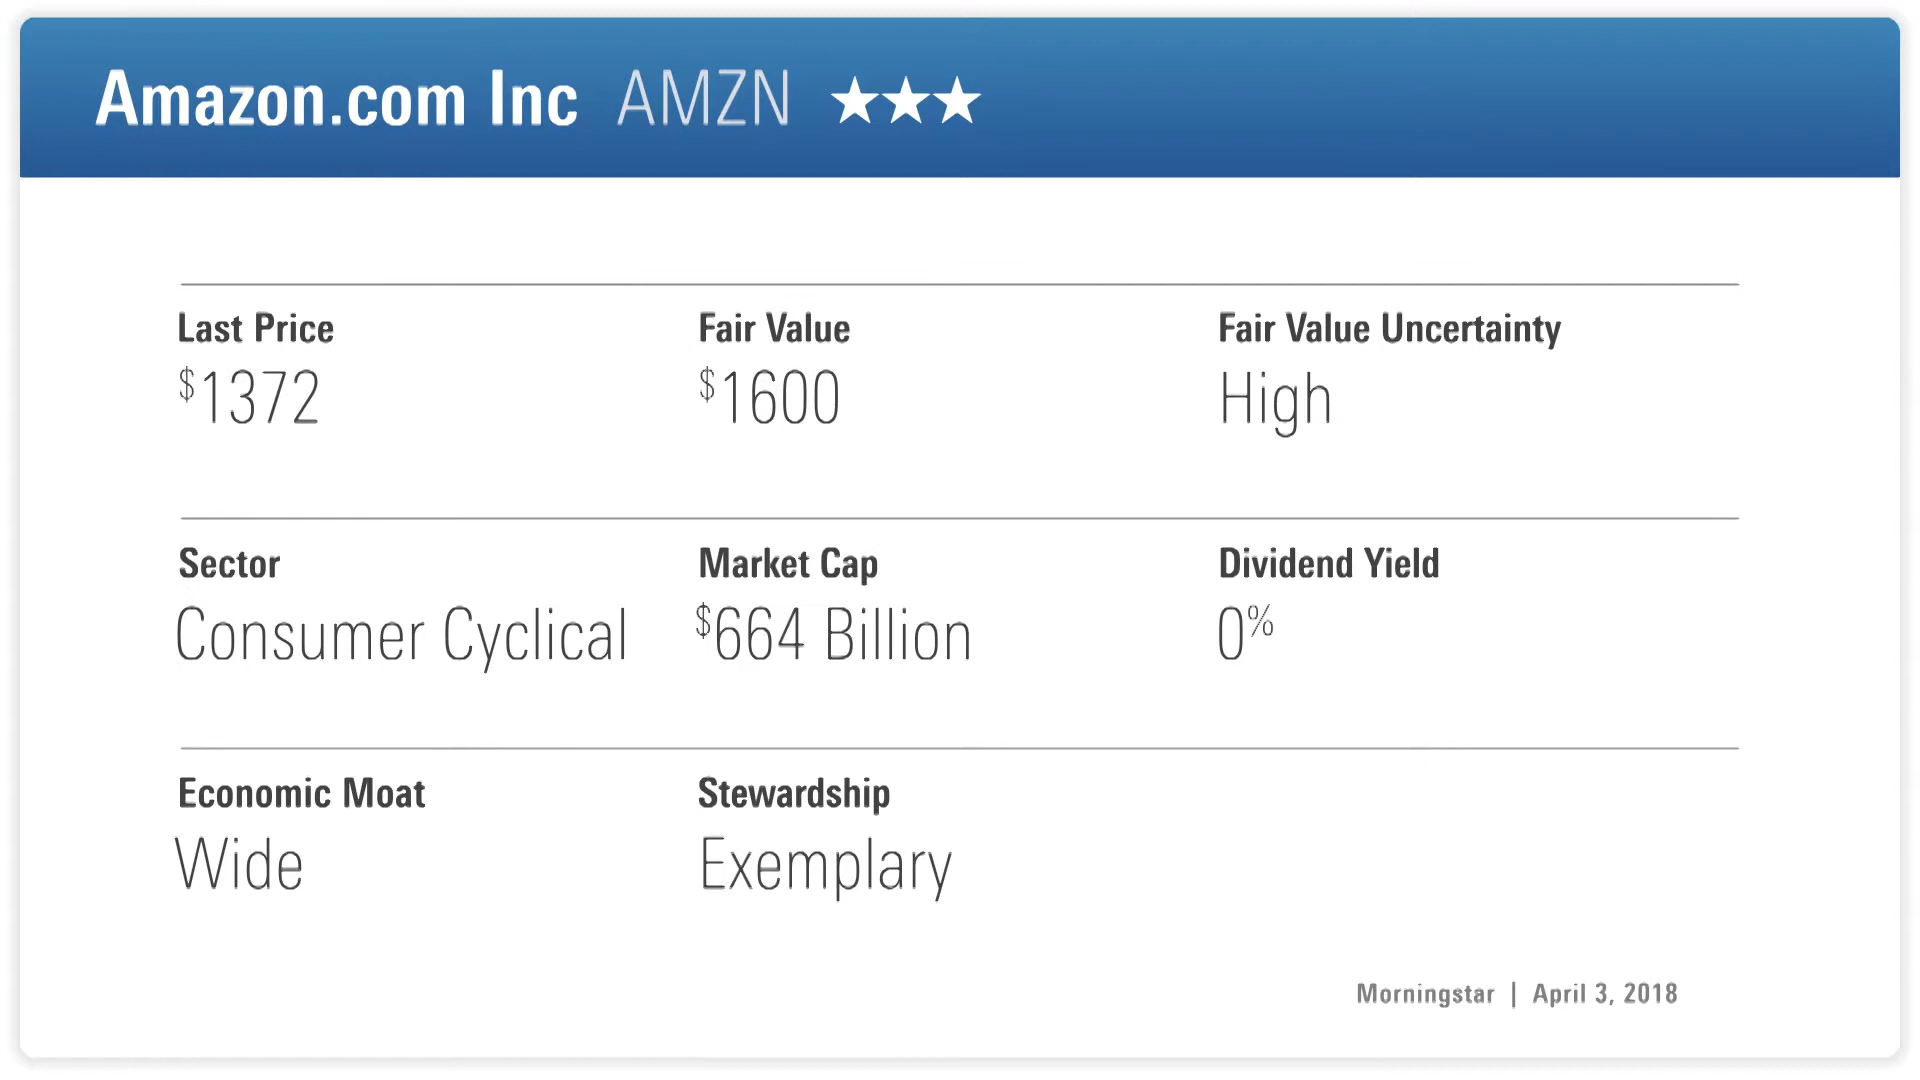 Amazon.com Inc AMZN ★★★
Last Price Fair Value Fair Value Uncertainty
$1372 $1600 High
Sector Market Cap Dividend Yield
Consumer Cyclical $664 Billion 0%
Economic Moat Stewardship
Wide Exemplary
Morningstar | April 3, 2018